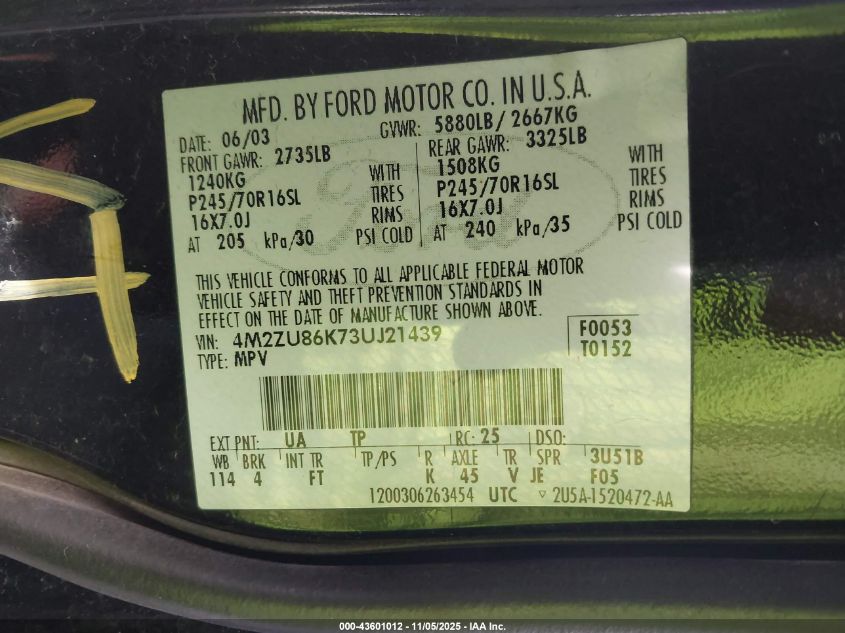 MFD. BY FORD MOTOR CO. IN U.S.A.
DATE: 06/03 GVWR: 5880LB/ 2667KG
FRONT GAWR: 2735LB REAR GAWR: 3325LB
1240KG WITH 1508KG WITH
P245/70R16SL TIRES P245/70R16SL TIRES
16X7.0J RIMS 16X7.0J RIMS
AT 205 kPa/30 PSI COLD AT 240 kPa/35 PSI COLD
Ford
THIS VEHICLE CONFORMS TO ALL APPLICABLE FEDERAL MOTOR
VEHICLE SAFETY AND THEFT PREVENTION STANDARDS IN
EFFECT ON THE DATE OF MANUFACTURE SHOWN ABOVE.
VIN: 4M2ZU86K73UJ21439 F0053
TYPE: MPV T0152
EXT PNT: UA TP RC: 25 DSO:
WB BRK INT TR TP/PS R AXLE TR SPR 3U51B
114 4 FT K 45 V JE F05
1200306263454 UTC ▽ 2U5A-1520472-AA
000-43601012 - 11/05/2025 - IAA Inc.